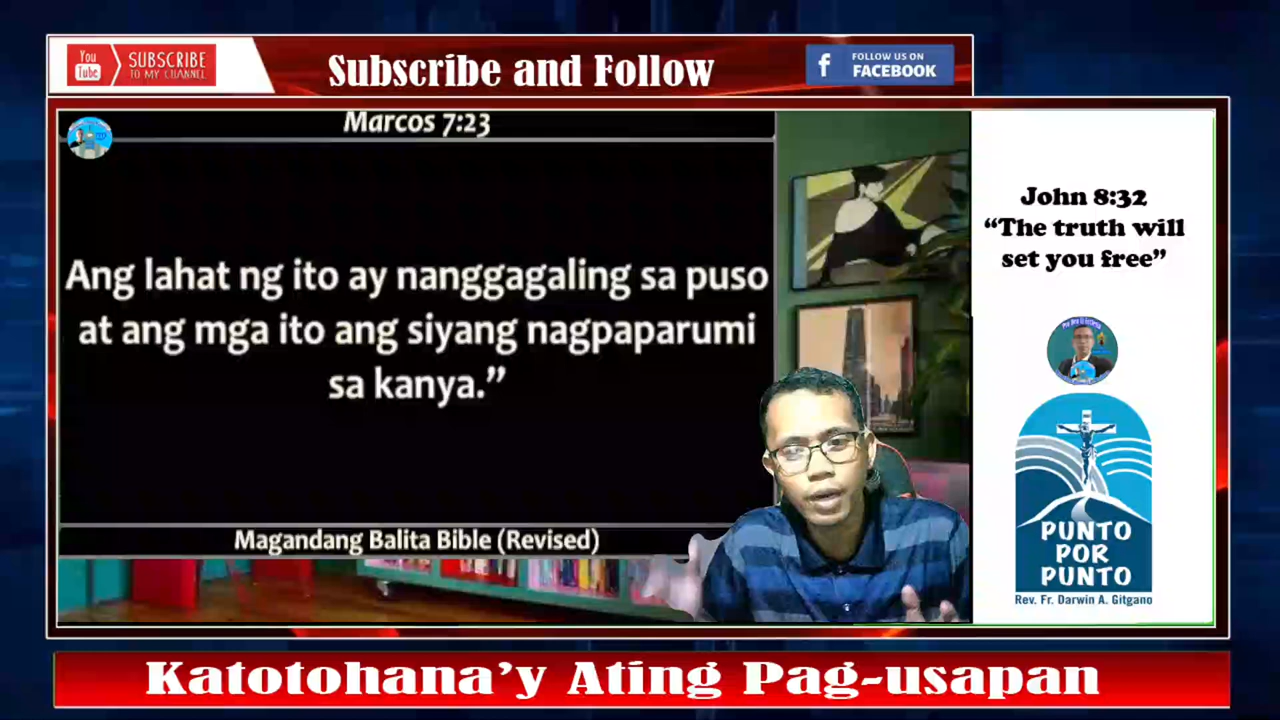 You
Tube
SUBSCRIBE
TO MY CHANNEL
Subscribe and Follow
f
FOLLOW US ON
FACEBOOK
Marcos 7:23
Ang lahat ng ito ay nanggagaling sa puso
at ang mga ito ang siyang nagpaparumi
sa kanya.”
Magandang Balita Bible (Revised)
John 8:32
“The truth will
set you free”
PUNTO
POR
PUNTO
Rev. Fr. Darwin A. Gitgano
Katotohana’y Ating Pag-usapan